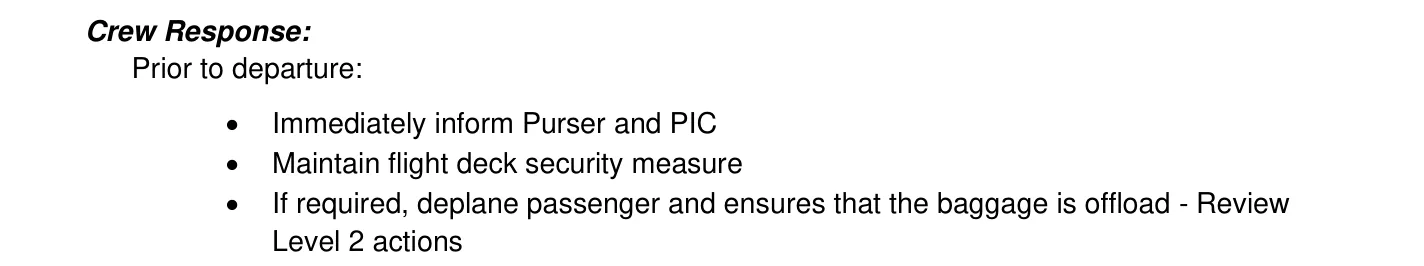 Crew Response:
Prior to departure:
• Immediately inform Purser and PIC
• Maintain flight deck security measure
• If required, deplane passenger and ensures that the baggage is offload - Review
Level 2 actions